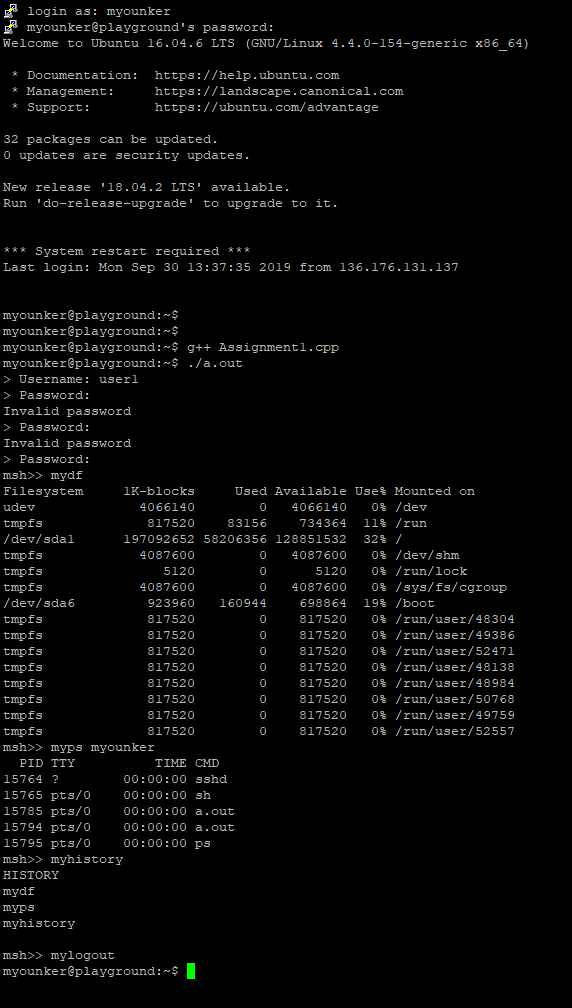 login as: myounker
myounker@playground's password:
Welcome to Ubuntu 16.04.6 LTS (GNU/Linux 4.4.0-154-generic x86_64)
* Documentation:  https://help.ubuntu.com
* Management:     https://landscape.canonical.com
* Support:        https://ubuntu.com/advantage
32 packages can be updated.
0 updates are security updates.
New release '18.04.2 LTS' available.
Run 'do-release-upgrade' to upgrade to it.
*** System restart required ***
Last login: Mon Sep 30 13:37:35 2019 from 136.176.131.137
myounker@playground:~$
myounker@playground:~$
myounker@playground:~$ g++ Assignment1.cpp
myounker@playground:~$ ./a.out
> Username: user1
> Password:
Invalid password
> Password:
Invalid password
> Password:
msh>> mydf
Filesystem     1K-blocks     Used Available Use% Mounted on
udev             4066140        0   4066140   0% /dev
tmpfs             817520    83156    734364  11% /run
/dev/sda1      197092652 58206356 128851532  32% /
tmpfs            4087600        0   4087600   0% /dev/shm
tmpfs               5120        0      5120   0% /run/lock
tmpfs            4087600        0   4087600   0% /sys/fs/cgroup
/dev/sda6         923960   160944    698864  19% /boot
tmpfs             817520        0    817520   0% /run/user/48304
tmpfs             817520        0    817520   0% /run/user/49386
tmpfs             817520        0    817520   0% /run/user/52471
tmpfs             817520        0    817520   0% /run/user/48138
tmpfs             817520        0    817520   0% /run/user/48984
tmpfs             817520        0    817520   0% /run/user/50768
tmpfs             817520        0    817520   0% /run/user/49759
tmpfs             817520        0    817520   0% /run/user/52557
msh>> myps myounker
PID TTY          TIME CMD
15764 ?        00:00:00 sshd
15765 pts/0    00:00:00 sh
15785 pts/0    00:00:00 a.out
15794 pts/0    00:00:00 a.out
15795 pts/0    00:00:00 ps
msh>> myhistory
HISTORY
mydf
myps
myhistory
msh>> mylogout
myounker@playground:~$